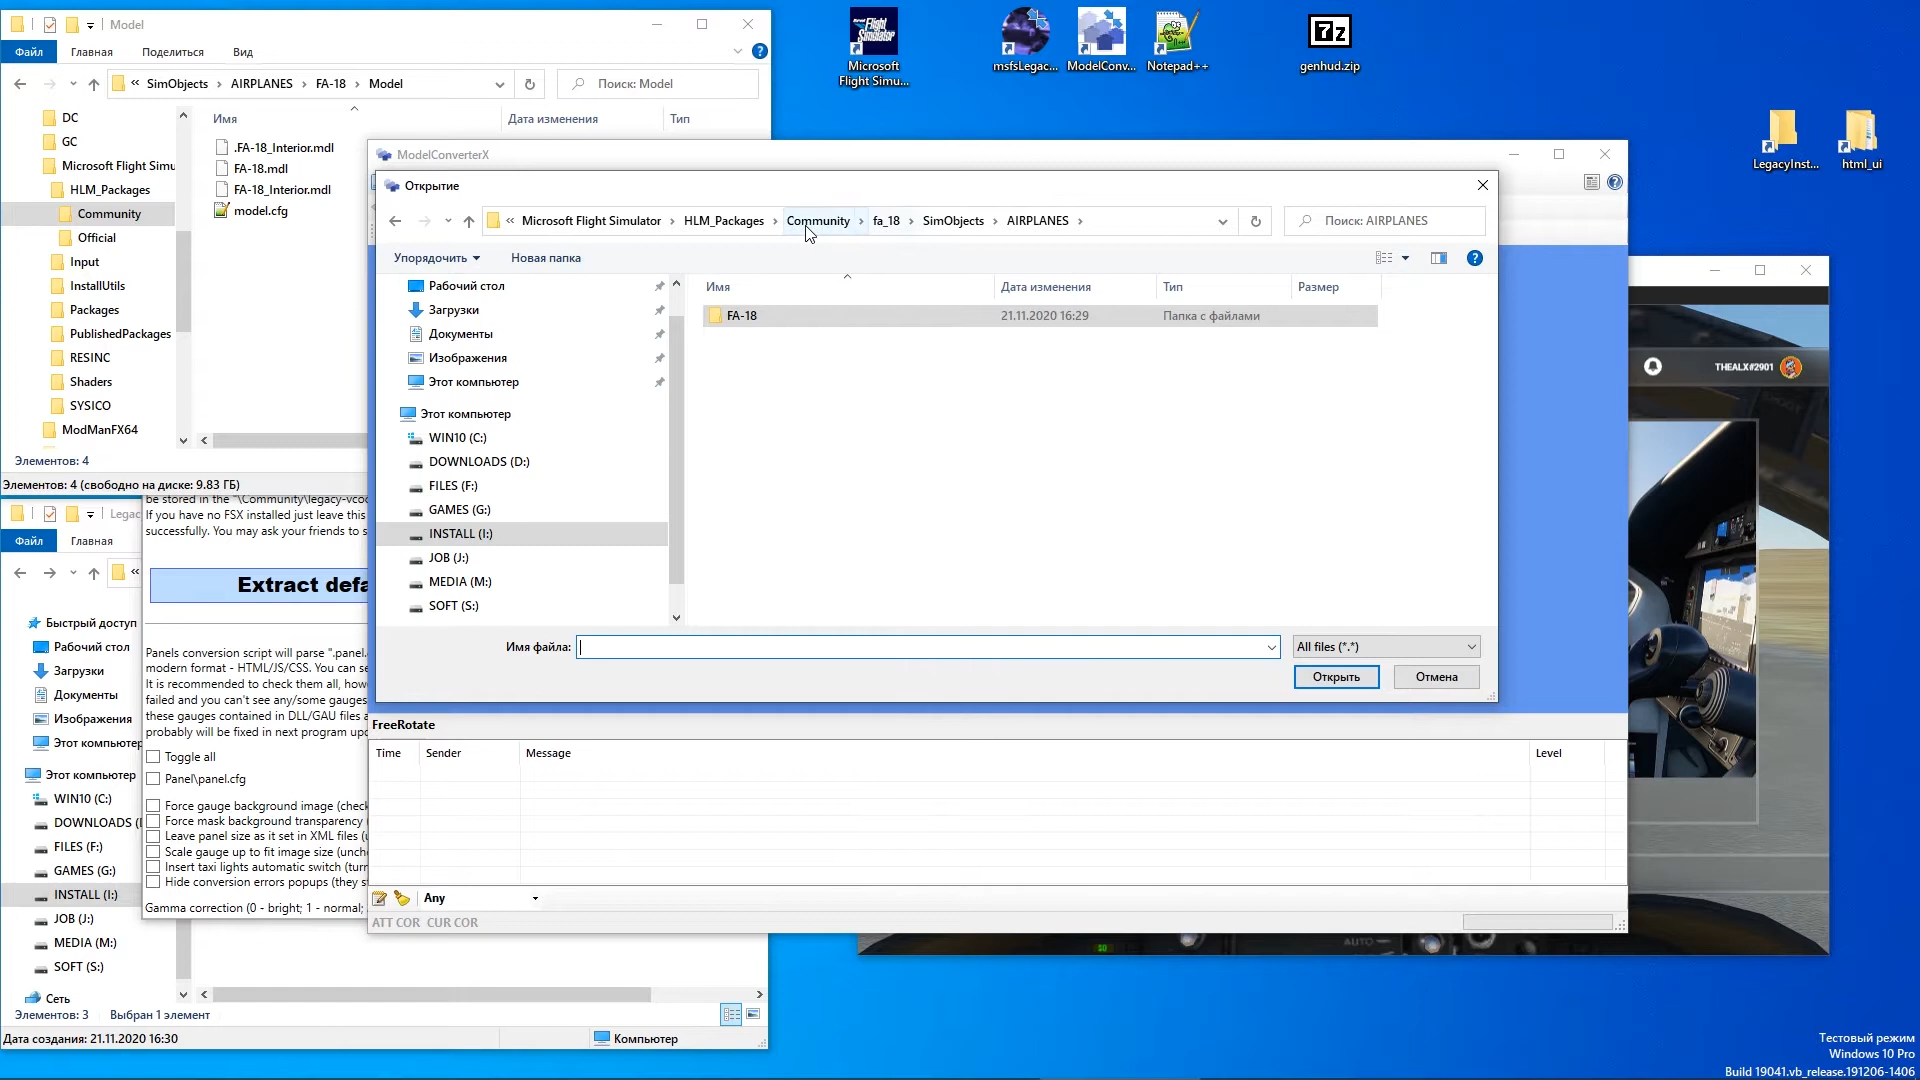 Model
Файл
Главная
Поделиться
Вид
« SimObjects › AIRPLANES › FA-18 › Model
Поиск: Model
DC
GC
Microsoft Flight Simu
HLM_Packages
Community
Official
Input
InstallUtils
Packages
PublishedPackages
RESINC
Shaders
SYSICO
ModManFX64
Имя
Дата изменения
Тип
.FA-18_Interior.mdl
FA-18.mdl
FA-18_Interior.mdl
model.cfg
Элементов: 4
Элементов: 4 (свободно на диске: 9.83 ГБ)
Legac
Файл
Главная
«
Быстрый доступ
Рабочий стол
Загрузки
Документы
Изображения
Этот компьютер
Этот компьютер
WIN10 (C:)
DOWNLOADS (
FILES (F:)
GAMES (G:)
INSTALL (I:)
JOB (J:)
MEDIA (M:)
SOFT (S:)
Сеть
Элементов: 3
Выбран 1 элемент
Дата создания: 21.11.2020 16:30
Компьютер
be stored in the "\Community\legacy-vcoc
If you have no FSX installed just leave this
successfully. You may ask your friends to s
Extract defa
Panels conversion script will parse ".panel.
modern format - HTML/JS/CSS. You can se
It is recommended to check them all, how
failed and you can't see any/some gauges
these gauges contained in DLL/GAU files a
probably will be fixed in next program upd
Toggle all
Panel\panel.cfg
Force gauge background image (check
Force mask background transparency (
Leave panel size as it set in XML files (u
Scale gauge up to fit image size (unche
Insert taxi lights automatic switch (turn
Hide conversion errors popups (they st
Gamma correction (0 - bright; 1 - normal;
ModelConverterX
Открытие
« Microsoft Flight Simulator › HLM_Packages › Community › fa_18 › SimObjects › AIRPLANES ›
Поиск: AIRPLANES
Упорядочить
Новая папка
Рабочий стол
Загрузки
Документы
Изображения
Этот компьютер
Этот компьютер
WIN10 (C:)
DOWNLOADS (D:)
FILES (F:)
GAMES (G:)
INSTALL (I:)
JOB (J:)
MEDIA (M:)
SOFT (S:)
Имя
Дата изменения
Тип
Размер
FA-18
21.11.2020 16:29
Папка с файлами
Имя файла:
All files (*.*)
Открыть
Отмена
FreeRotate
Time
Sender
Message
Level
Any
ATT COR CUR COR
Microsoft
Flight Simu...
msfsLegac...
ModelConv...
Notepad++
7z
genhud.zip
LegacyInst...
html_ui
THEALX#2901
AUTO
Тестовый режим
Windows 10 Pro
Build 19041.vb_release.191206-1406